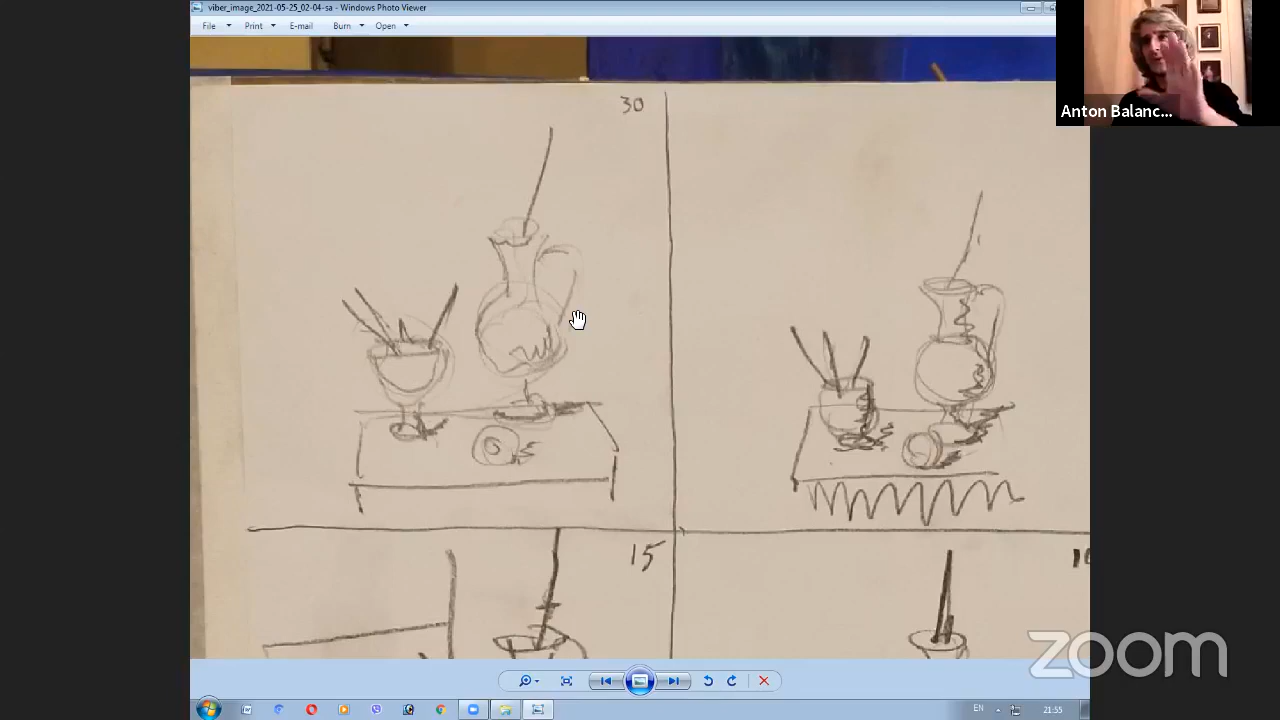 viber_image_2021-05-25_02-04-sa - Windows Photo Viewer
File Print E-mail Burn Open
Anton Balanc...
30
15
zoom
EN
21:55